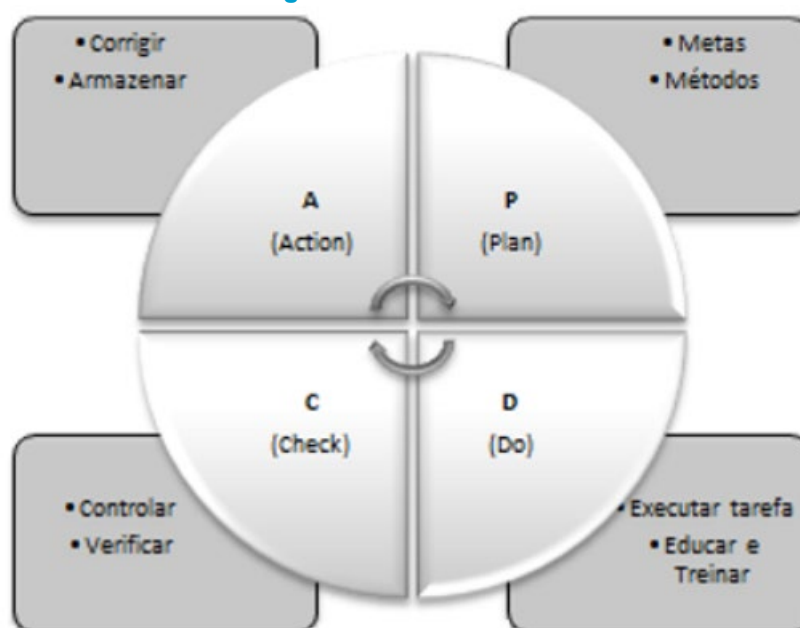 • Corrigir
• Armazenar
• Metas
• Métodos
A
(Action)
P
(Plan)
C
(Check)
D
(Do)
• Controlar
• Verificar
• Executar tarefa
• Educar e
Treinar